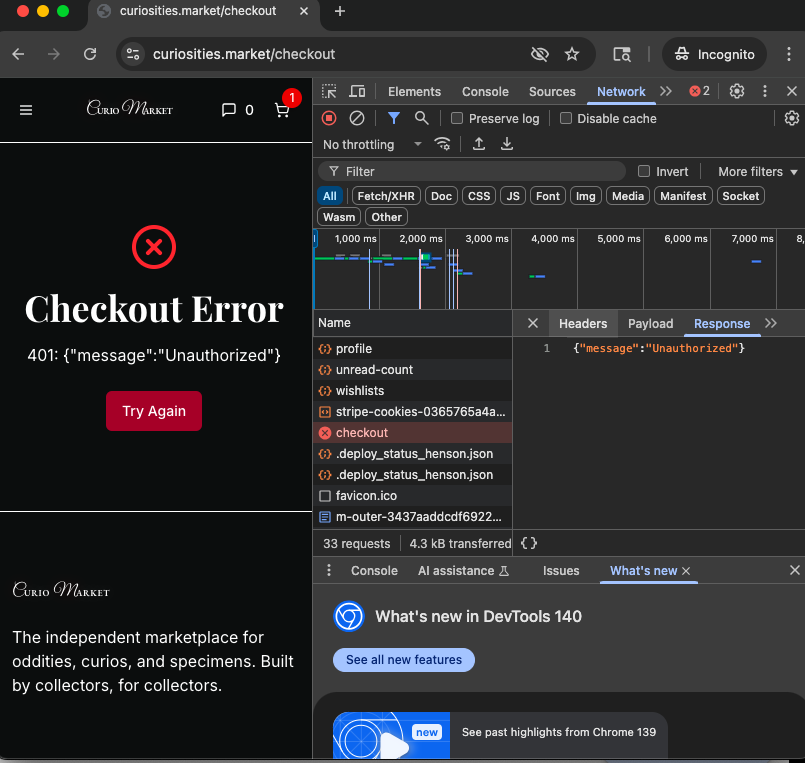 curiosities.market/checkout
curiosities.market/checkout
Incognito
CURIO MARKET
0
1
Checkout Error
401: {"message":"Unauthorized"}
Try Again
CURIO MARKET
The independent marketplace for
oddities, curios, and specimens. Built
by collectors, for collectors.
Elements Console Sources Network 2
Preserve log Disable cache
No throttling
Filter Invert More filters
All Fetch/XHR Doc CSS JS Font Img Media Manifest Socket
Wasm Other
1,000 ms 2,000 ms 3,000 ms 4,000 ms 5,000 ms 6,000 ms 7,000 ms 8,
Name
profile
unread-count
wishlists
stripe-cookies-0365765a4a...
checkout
.deploy_status_henson.json
.deploy_status_henson.json
favicon.ico
m-outer-3437aaddcdf6922...
33 requests 4.3 kB transferred
Headers Payload Response
1 {"message":"Unauthorized"}
{ }
Console AI assistance Issues What's new
What's new in DevTools 140
See all new features
new
See past highlights from Chrome 139